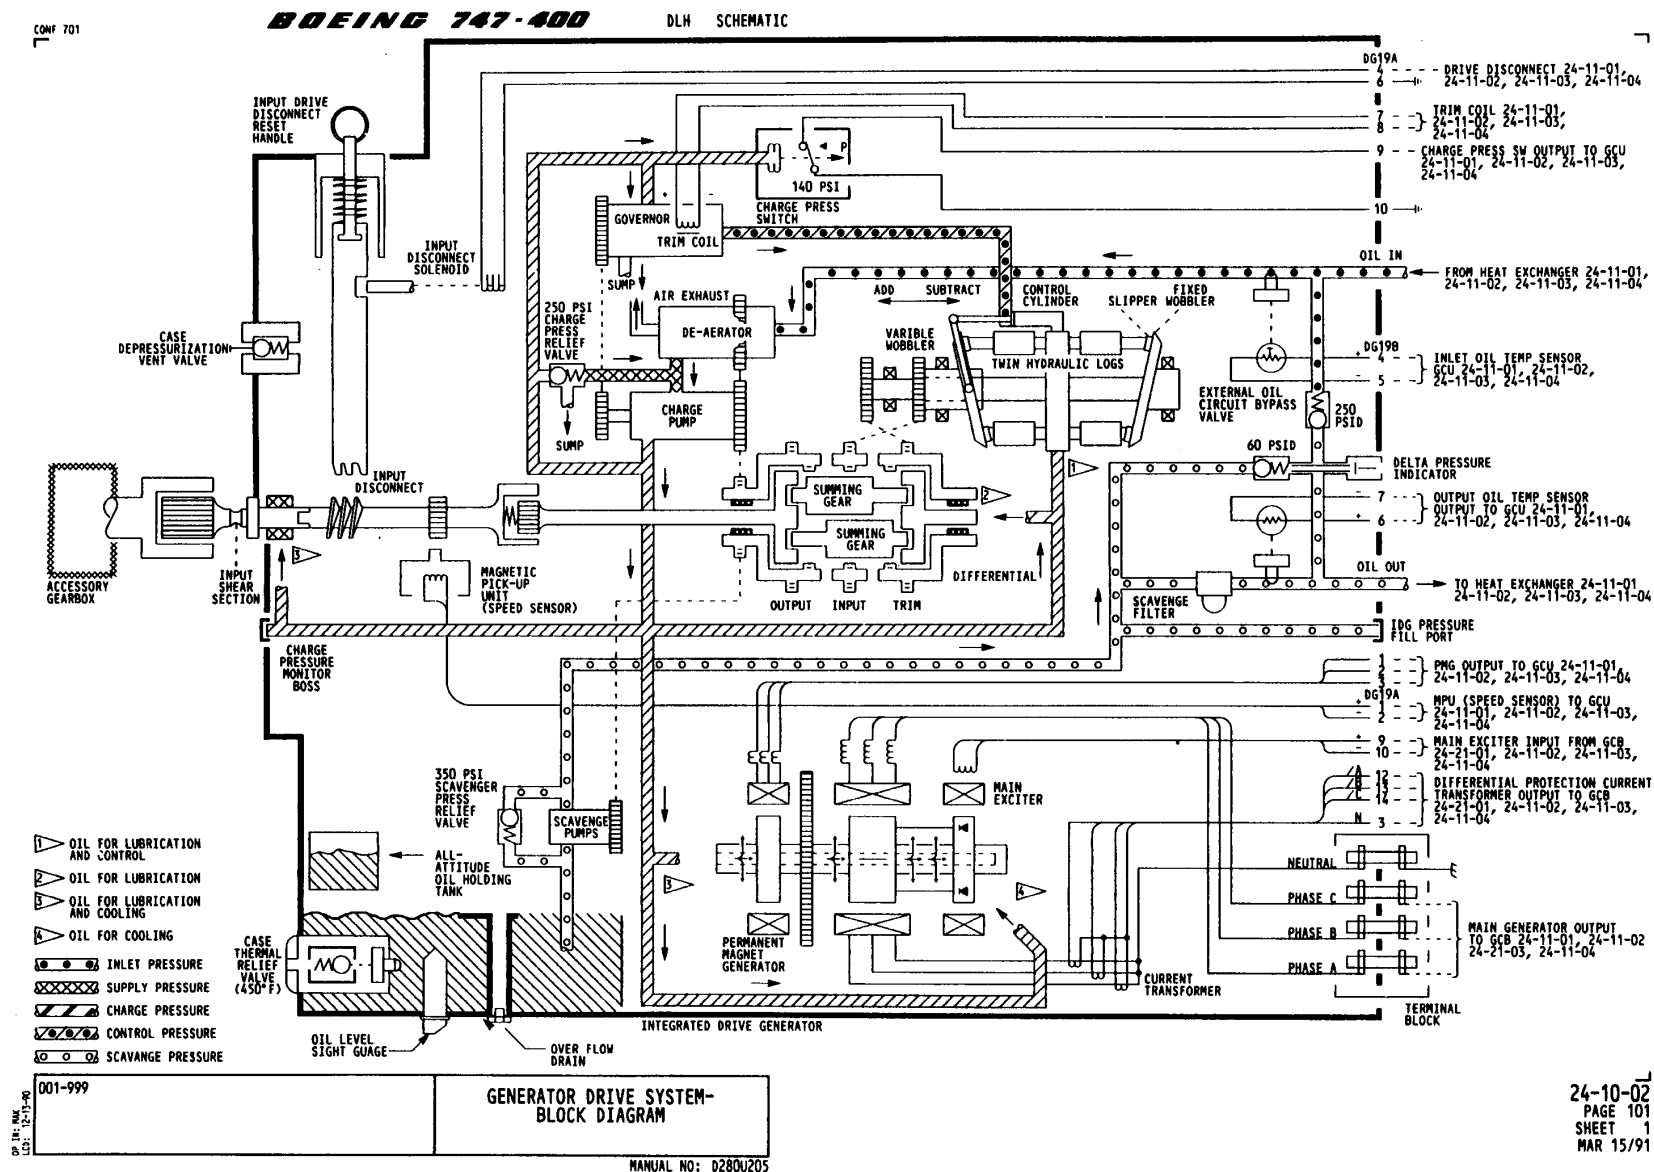 CONF 701
BOEING 747-400
DLH SCHEMATIC
DG19A
4
6
DRIVE DISCONNECT 24-11-01,
24-11-02, 24-11-03, 24-11-04
7
8
TRIM COIL 24-11-01,
24-11-02, 24-11-03,
24-11-04
9
CHARGE PRESS SW OUTPUT TO GCU
24-11-01, 24-11-02, 24-11-03,
24-11-04
10
INPUT DRIVE
DISCONNECT
RESET
HANDLE
P
140 PSI
CHARGE PRESS
SWITCH
GOVERNOR
TRIM COIL
INPUT
DISCONNECT
SOLENOID
SUMP
OIL IN
FROM HEAT EXCHANGER 24-11-01,
24-11-02, 24-11-03, 24-11-04
AIR EXHAUST
ADD
SUBTRACT
CONTROL
CYLINDER
SLIPPER
FIXED
WOBBLER
250 PSI
CHARGE
PRESS
RELIEF
VALVE
DE-AERATOR
VARIBLE
WOBBLER
TWIN HYDRAULIC LOGS
CASE
DEPRESSURIZATION
VENT VALVE
DG19B
+ 4
- 5
INLET OIL TEMP SENSOR
GCU 24-11-01, 24-11-02,
24-11-03, 24-11-04
EXTERNAL OIL
CIRCUIT BYPASS
VALVE
250
PSID
CHARGE
PUMP
SUMP
60 PSID
DELTA PRESSURE
INDICATOR
INPUT
DISCONNECT
1
SUMMING
GEAR
2
- 7
+ 6
OUTPUT OIL TEMP SENSOR
OUTPUT TO GCU 24-11-01,
24-11-02, 24-11-03, 24-11-04
SUMMING
GEAR
3
ACCESSORY
GEARBOX
INPUT
SHEAR
SECTION
MAGNETIC
PICK-UP
UNIT
(SPEED SENSOR)
DIFFERENTIAL
OUTPUT
INPUT
TRIM
OIL OUT
TO HEAT EXCHANGER 24-11-01
24-11-02, 24-11-03, 24-11-04
SCAVENGE
FILTER
IDG PRESSURE
FILL PORT
CHARGE
PRESSURE
MONITOR
BOSS
1
2
3
PMG OUTPUT TO GCU 24-11-01,
24-11-02, 24-11-03, 24-11-04
DG19A
+ 1
- 2
MPU (SPEED SENSOR) TO GCU
24-11-01, 24-11-02, 24-11-03,
24-11-04
+ 9
- 10
MAIN EXCITER INPUT FROM GCB
24-21-01, 24-11-02, 24-11-03,
24-11-04
A 12
B 13
C 14
N 3
DIFFERENTIAL PROTECTION CURRENT
TRANSFORMER OUTPUT TO GCB
24-21-01, 24-11-02, 24-11-03,
24-11-04
350 PSI
SCAVENGER
PRESS
RELIEF
VALVE
SCAVENGE
PUMPS
MAIN
EXCITER
1 OIL FOR LUBRICATION
AND CONTROL
2 OIL FOR LUBRICATION
3 OIL FOR LUBRICATION
AND COOLING
4 OIL FOR COOLING
ALL-
ATTITUDE
OIL HOLDING
TANK
3
4
NEUTRAL
PHASE C
PHASE B
PHASE A
MAIN GENERATOR OUTPUT
TO GCB 24-11-01, 24-11-02
24-21-03, 24-11-04
INLET PRESSURE
SUPPLY PRESSURE
CHARGE PRESSURE
CONTROL PRESSURE
SCAVANGE PRESSURE
CASE
THERMAL
RELIEF
VALVE
(450°F)
PERMANENT
MAGNET
GENERATOR
CURRENT
TRANSFORMER
TERMINAL
BLOCK
INTEGRATED DRIVE GENERATOR
OIL LEVEL
SIGHT GUAGE
OVER FLOW
DRAIN
001-999
GENERATOR DRIVE SYSTEM-
BLOCK DIAGRAM
24-10-02
PAGE 101
SHEET 1
MAR 15/91
MANUAL NO: D280U205